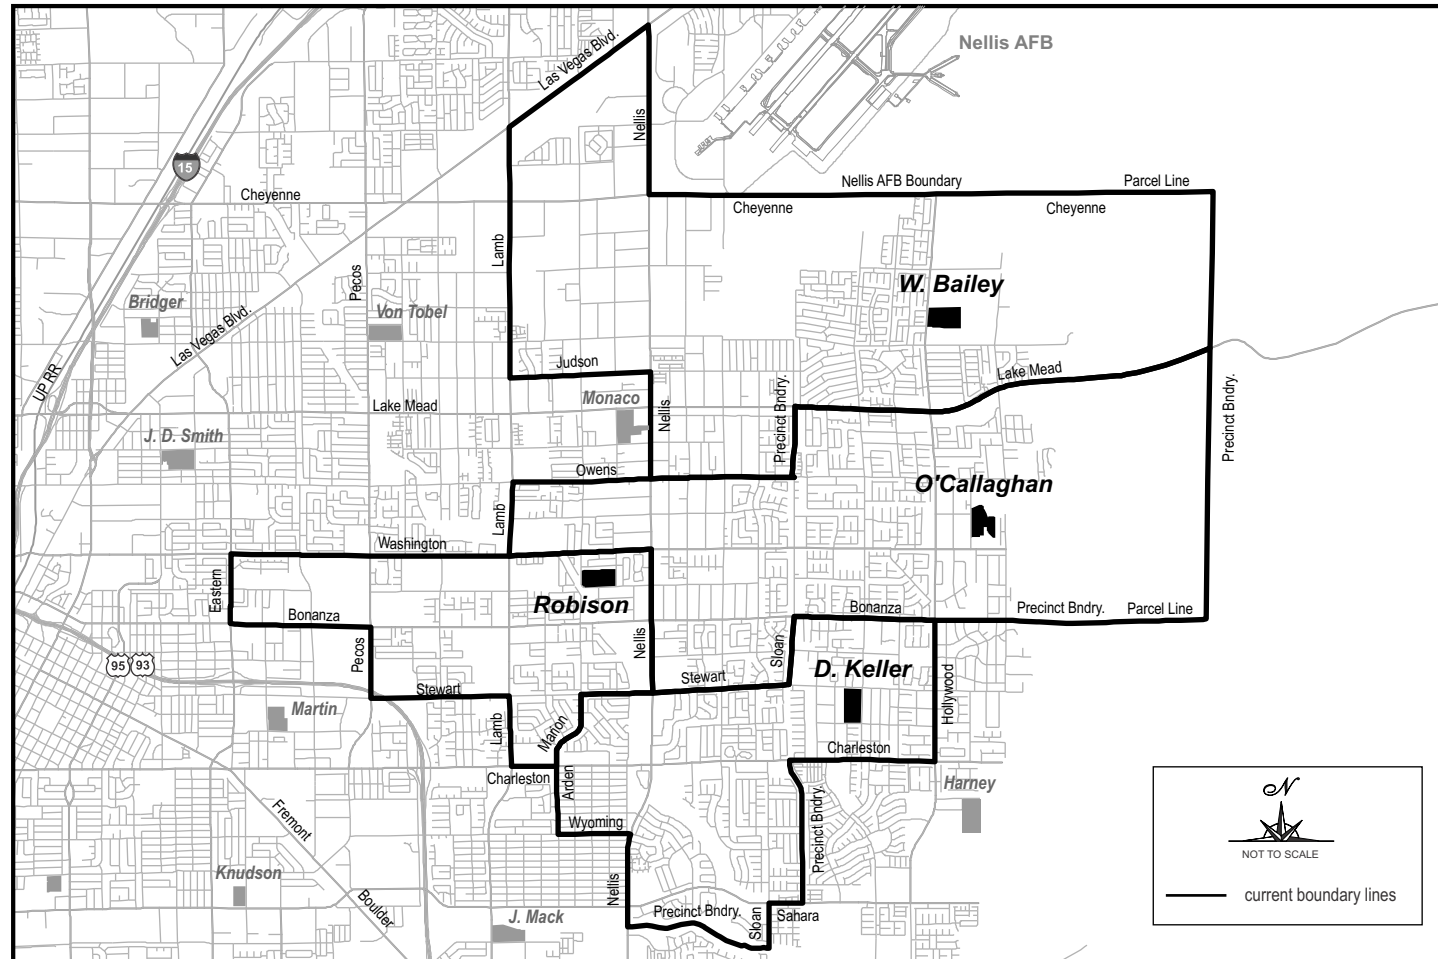 Las Vegas Blvd.
Nellis AFB
Nellis
15
Cheyenne
Nellis AFB Boundary
Parcel Line
Cheyenne
Cheyenne
Lamb
Pecos
W. Bailey
Bridger
Von Tobel
Las Vegas Blvd.
UP RR
Judson
Lake Mead
Monaco
Lake Mead
Nellis
Precinct Bndry.
Precinct Bndry.
J. D. Smith
Owens
O'Callaghan
Lamb
Washington
Eastern
Robison
Bonanza
Bonanza
Precinct Bndry.
Parcel Line
Pecos
Nellis
Sloan
95
93
D. Keller
Stewart
Stewart
Hollywood
Martin
Lamb
Marion
Charleston
Charleston
Arden
Harney
Fremont
Wyoming
Precinct Bndry.
N
NOT TO SCALE
Knudson
Nellis
Boulder
J. Mack
Precinct Bndry.
Sloan
Sahara
current boundary lines